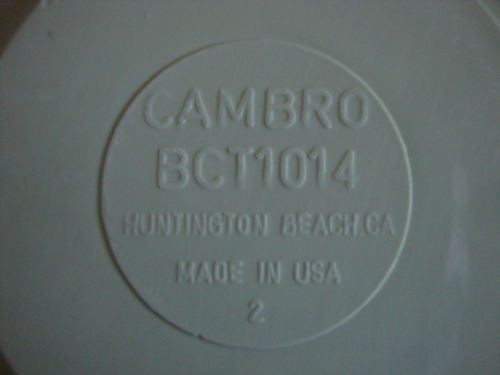 CAMBRO
BCT1014
HUNTINGTON BEACH CA
MADE IN USA
2